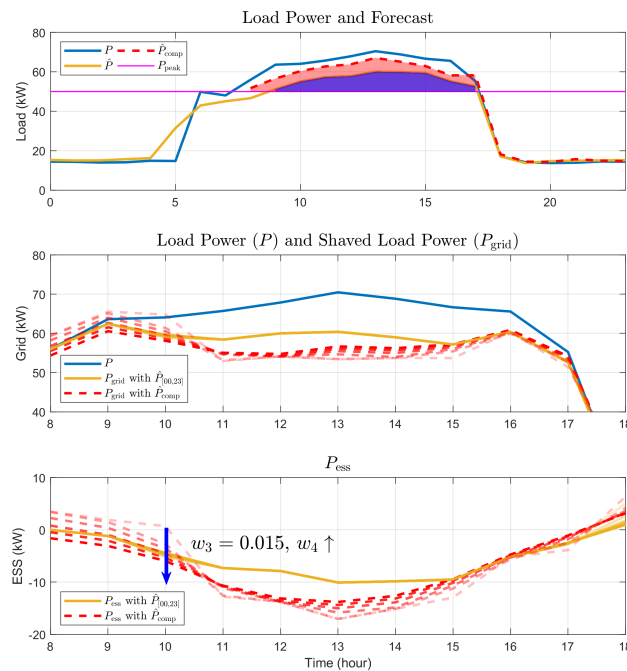 Load Power and Forecast
80
60
40
20
0
Load (kW)
P
P̂
P̂comp
Ppeak
0 5 10 15 20
Load Power (P) and Shaved Load Power (Pgrid)
80
70
60
50
40
Grid (kW)
P
Pgrid with P̂[00,23]
Pgrid with P̂comp
8 9 10 11 12 13 14 15 16 17 18
Pess
10
0
-10
-20
ESS (kW)
w3 = 0.015, w4 ↑
Pess with P̂[00,23]
Pess with P̂comp
8 9 10 11 12 13 14 15 16 17 18
Time (hour)